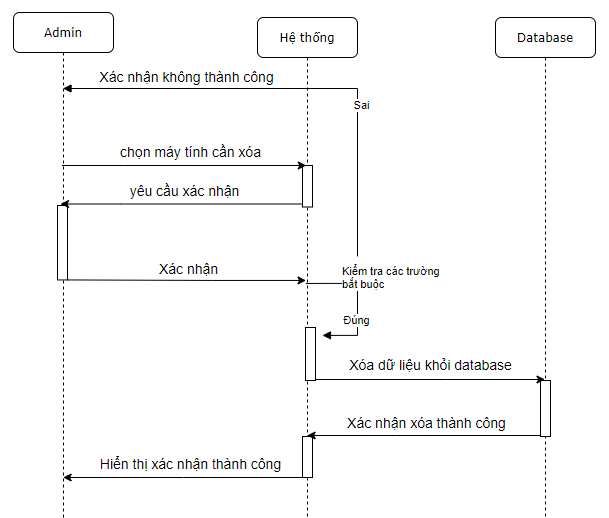 Admin
Hệ thống
Database
Xác nhận không thành công
Sai
chọn máy tính cần xóa
yêu cầu xác nhận
Xác nhận
Kiểm tra các trường
bắt buộc
Đúng
Xóa dữ liệu khỏi database
Xác nhận xóa thành công
Hiển thị xác nhận thành công